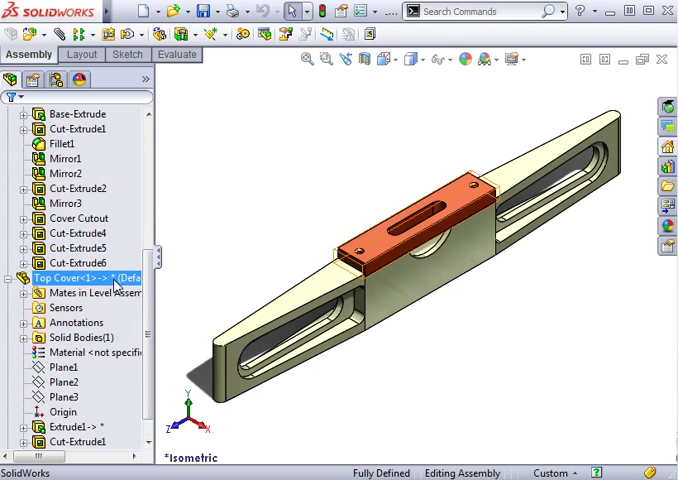 SOLIDWORKS
....
Search Commands
Assembly
Layout
Sketch
Evaluate
Base-Extrude
Cut-Extrude1
Fillet1
Mirror1
Mirror2
Cut-Extrude2
Mirror3
Cover Cutout
Cut-Extrude4
Cut-Extrude5
Cut-Extrude6
Top Cover<1>-> * (Defa
Mates in Level Assem
Sensors
Annotations
Solid Bodies(1)
Material <not specifi
Plane1
Plane2
Plane3
Origin
Extrude1-> *
Cut-Extrude1
Y
Z
X
*Isometric
SolidWorks
Fully Defined
Editing Assembly
Custom